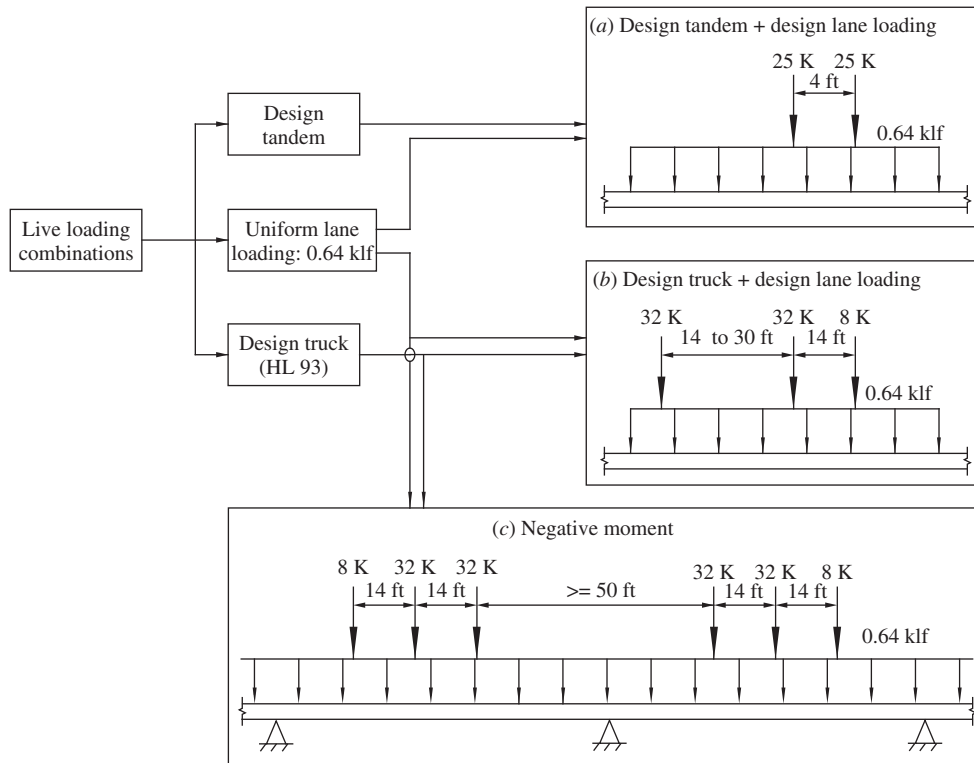 (a) Design tandem + design lane loading
25 K 25 K
4 ft
0.64 klf
Design
tandem
Live loading
combinations
Uniform lane
loading: 0.64 klf
Design truck
(HL 93)
(b) Design truck + design lane loading
32 K 32 K 8 K
14 to 30 ft 14 ft
0.64 klf
(c) Negative moment
8 K 32 K 32 K 32 K 32 K 8 K
14 ft 14 ft >= 50 ft 14 ft 14 ft
0.64 klf